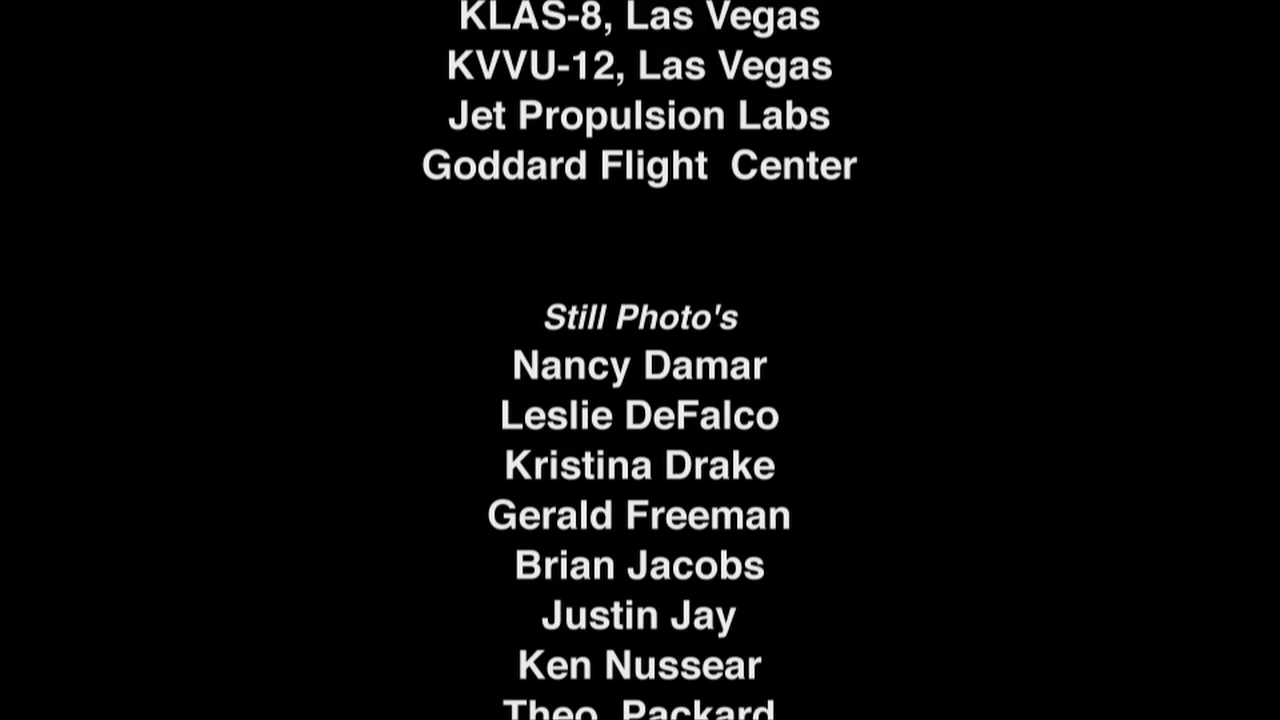 KLAS-8, Las Vegas
KVVU-12, Las Vegas
Jet Propulsion Labs
Goddard Flight  Center
Still Photo's
Nancy Damar
Leslie DeFalco
Kristina Drake
Gerald Freeman
Brian Jacobs
Justin Jay
Ken Nussear
Theo  Packard